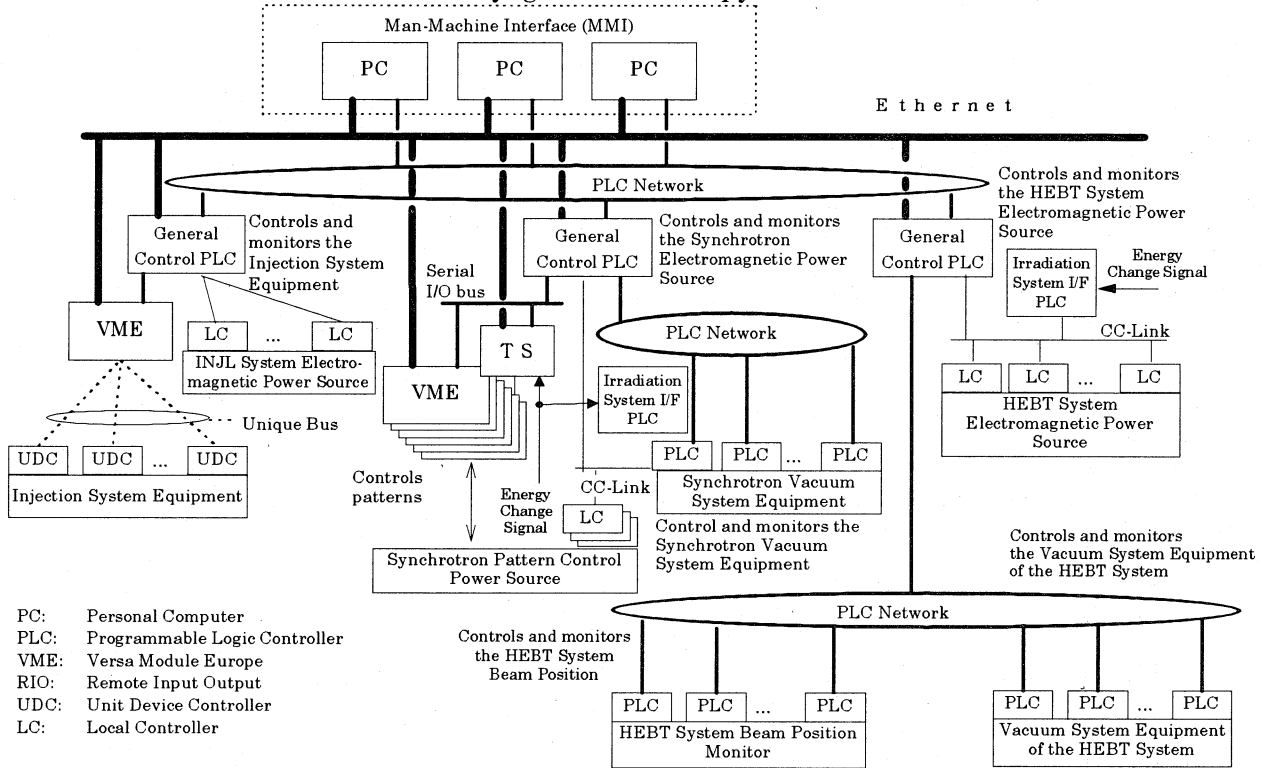 Man-Machine Interface (MMI)
PC
PC
PC
Ethernet
PLC Network
Controls and monitors
the HEBT System
Electromagnetic Power
Source
General
Control PLC
Controls and
monitors the
Injection System
Equipment
General
Control PLC
Controls and monitors
the Synchrotron
Electromagnetic Power
Source
General
Control PLC
Irradiation
System I/F
PLC
Energy
Change Signal
Serial
I/O bus
VME
LC
...
LC
INJL System Electro-
magnetic Power Source
T S
PLC Network
CC-Link
VME
Irradiation
System I/F
PLC
LC
LC
...
LC
HEBT System
Electromagnetic Power
Source
Unique Bus
UDC
UDC
...
UDC
Injection System Equipment
Controls
patterns
Energy
Change
Signal
CC-Link
LC
PLC
PLC
...
PLC
Synchrotron Vacuum
System Equipment
Control and monitors the
Synchrotron Vacuum
System Equipment
Synchrotron Pattern Control
Power Source
Controls and monitors
the Vacuum System Equipment
of the HEBT System
PLC Network
PC: Personal Computer
PLC: Programmable Logic Controller
VME: Versa Module Europe
RIO: Remote Input Output
UDC: Unit Device Controller
LC: Local Controller
Controls and monitors
the HEBT System
Beam Position
PLC
PLC
...
PLC
HEBT System Beam Position
Monitor
PLC
PLC
...
PLC
Vacuum System Equipment
of the HEBT System